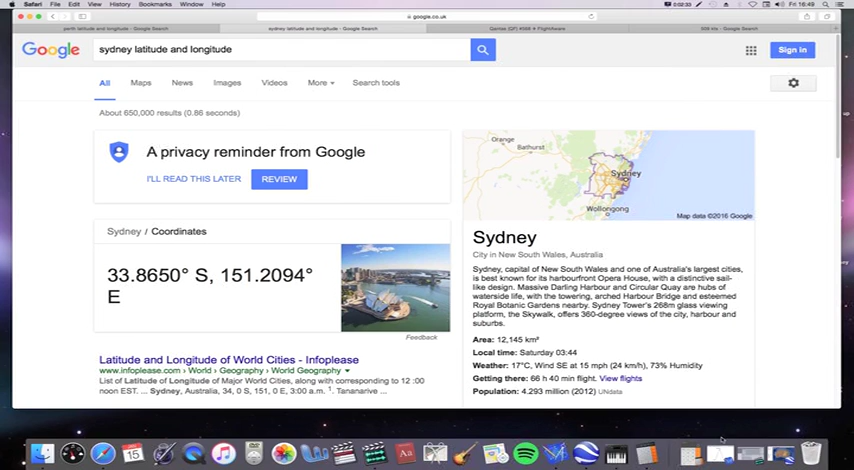 Safari File Edit View History Bookmarks Window Help
00:02:33 Fri 16:49
google.co.uk
perth latitude and longitude - Google Search
sydney latitude and longitude - Google Search
Qantas (QF) #568 ✈ FlightAware
509 kts - Google Search
Google
sydney latitude and longitude
Sign in
All Maps News Images Videos More Search tools
About 650,000 results (0.86 seconds)
A privacy reminder from Google
I'LL READ THIS LATER REVIEW
Sydney / Coordinates
33.8650° S, 151.2094°
E
Feedback
Latitude and Longitude of World Cities - Infoplease
www.infoplease.com › World › Geography › World Geography
List of Latitude of Longitude of Major World Cities, along with corresponding to 12 :00
noon EST. ... Sydney, Australia, 34, 0 S, 151, 0 E, 3:00 a.m. 1. Tananarive ...
Orange
Bathurst
Sydney
Wollongong
Map data ©2016 Google
Sydney
City in New South Wales, Australia
Sydney, capital of New South Wales and one of Australia's largest cities,
is best known for its harbourfront Opera House, with a distinctive sail-
like design. Massive Darling Harbour and Circular Quay are hubs of
waterside life, with the towering, arched Harbour Bridge and esteemed
Royal Botanic Gardens nearby. Sydney Tower's 268m glass viewing
platform, the Skywalk, offers 360-degree views of the city, harbour and
suburbs.
Area: 12,145 km²
Local time: Saturday 03:44
Weather: 17°C, Wind SE at 15 mph (24 km/h), 73% Humidity
Getting there: 66 h 40 min flight. View flights
Population: 4.293 million (2012) UNdata
15
Aa